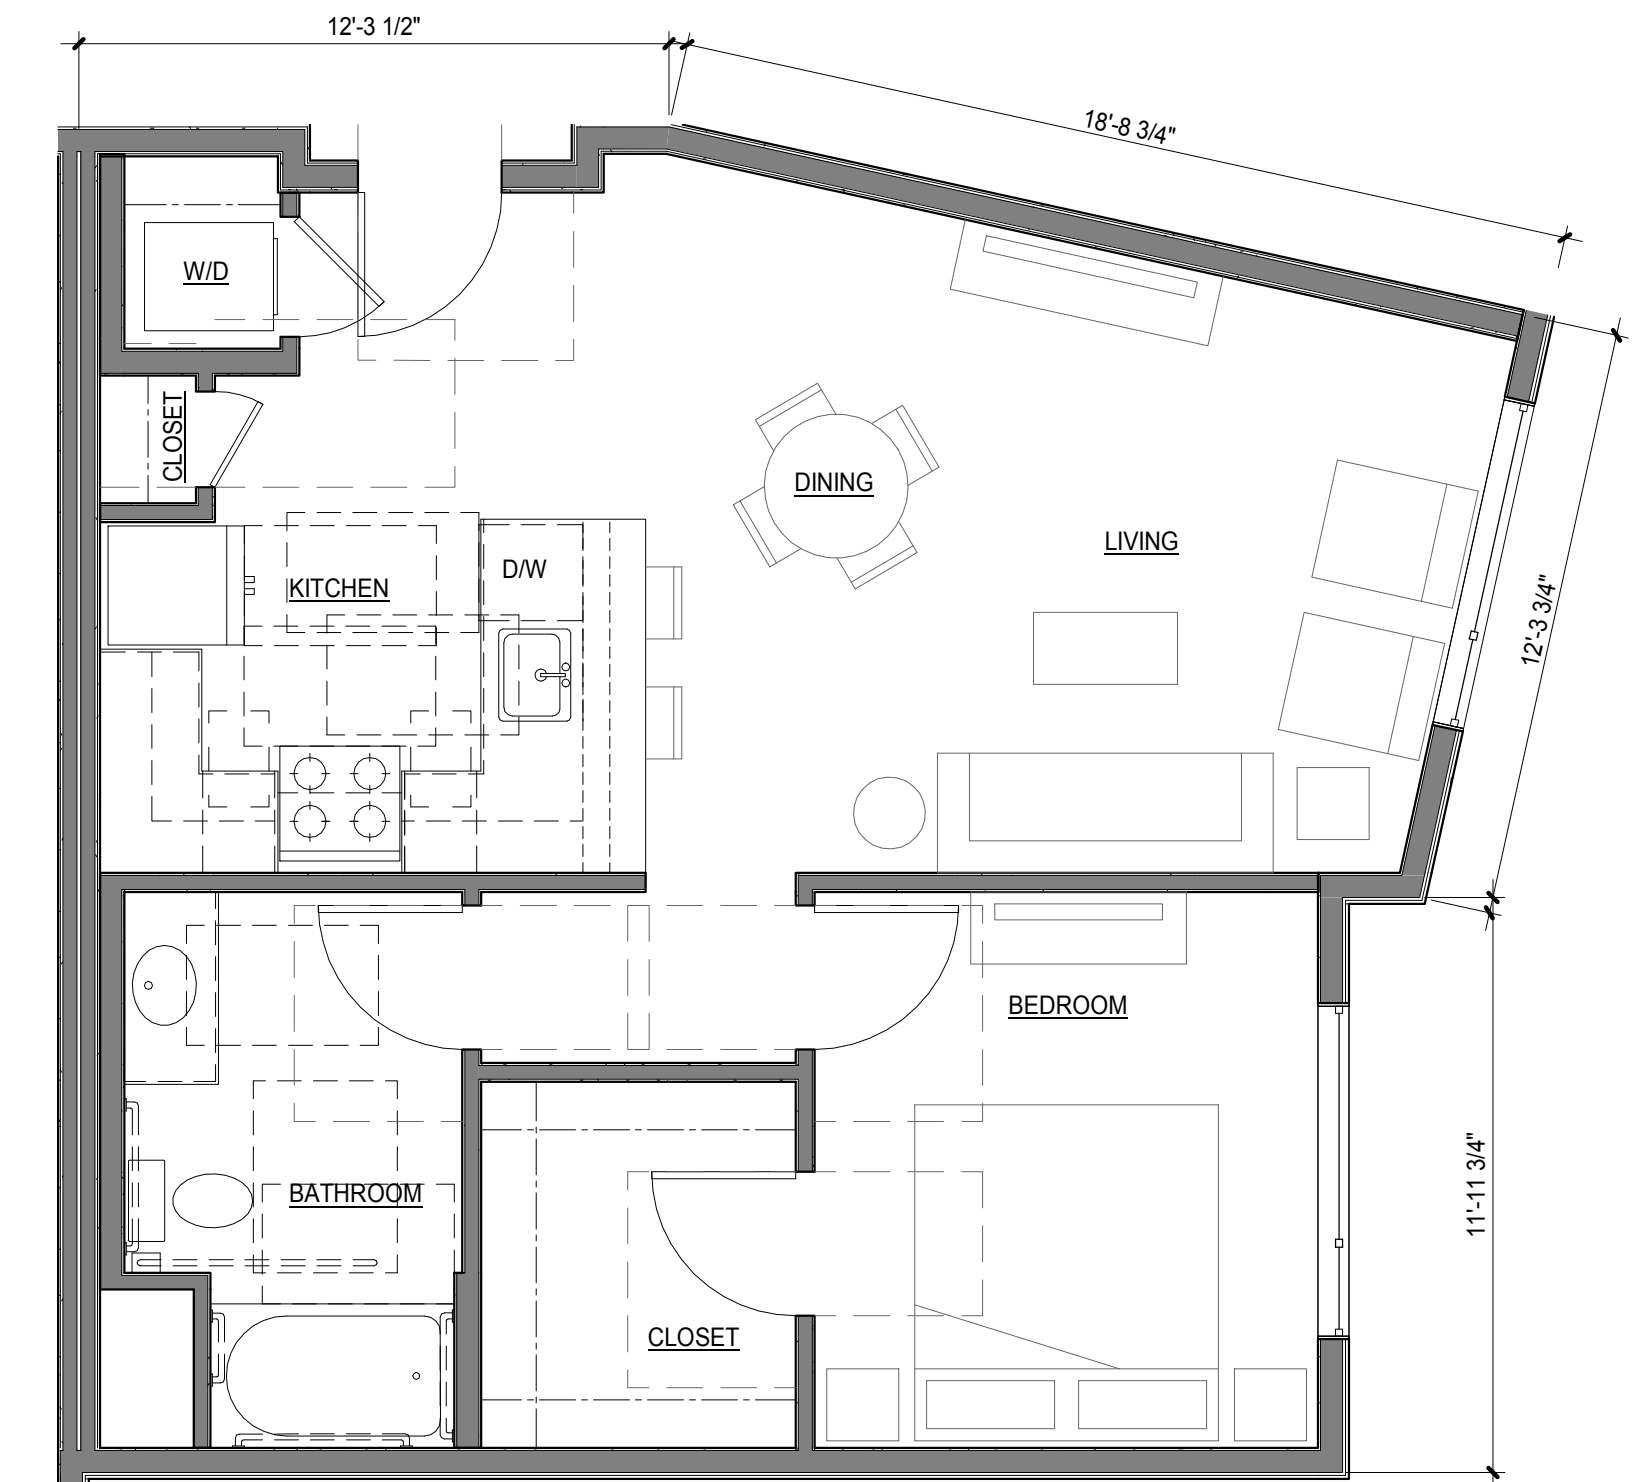 12'-3 1/2"
18'-8 3/4"
W/D
CLOSET
DINING
LIVING
D/W
KITCHEN
12'-3 3/4"
BEDROOM
11'-11 3/4"
BATHROOM
CLOSET